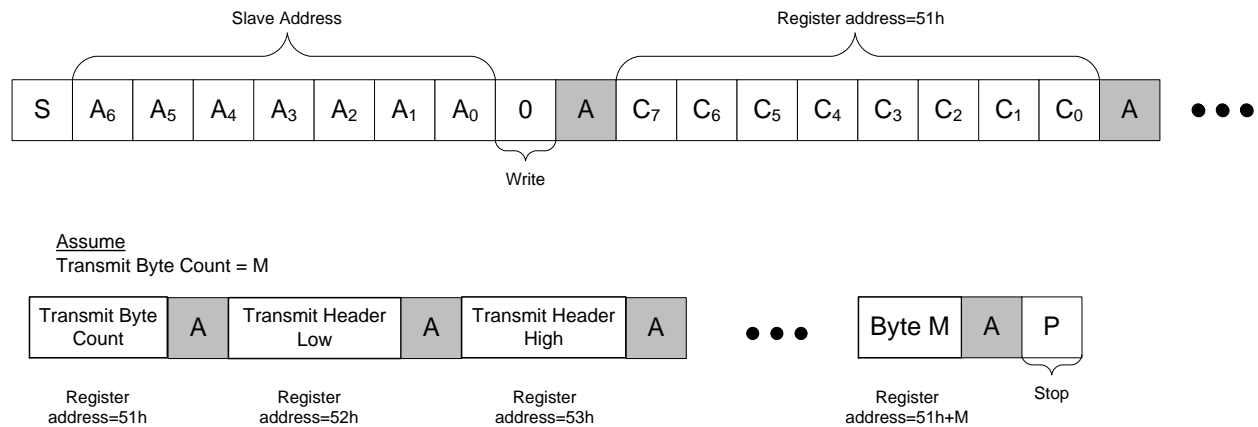 Slave Address
Register address=51h
S A₆ A₅ A₄ A₃ A₂ A₁ A₀ 0 A C₇ C₆ C₅ C₄ C₃ C₂ C₁ C₀ A
Write
Assume
Transmit Byte Count = M
Transmit Byte
Count
A
Transmit Header
Low
A
Transmit Header
High
A
Byte M
A
P
Register
address=51h
Register
address=52h
Register
address=53h
Register
address=51h+M
Stop